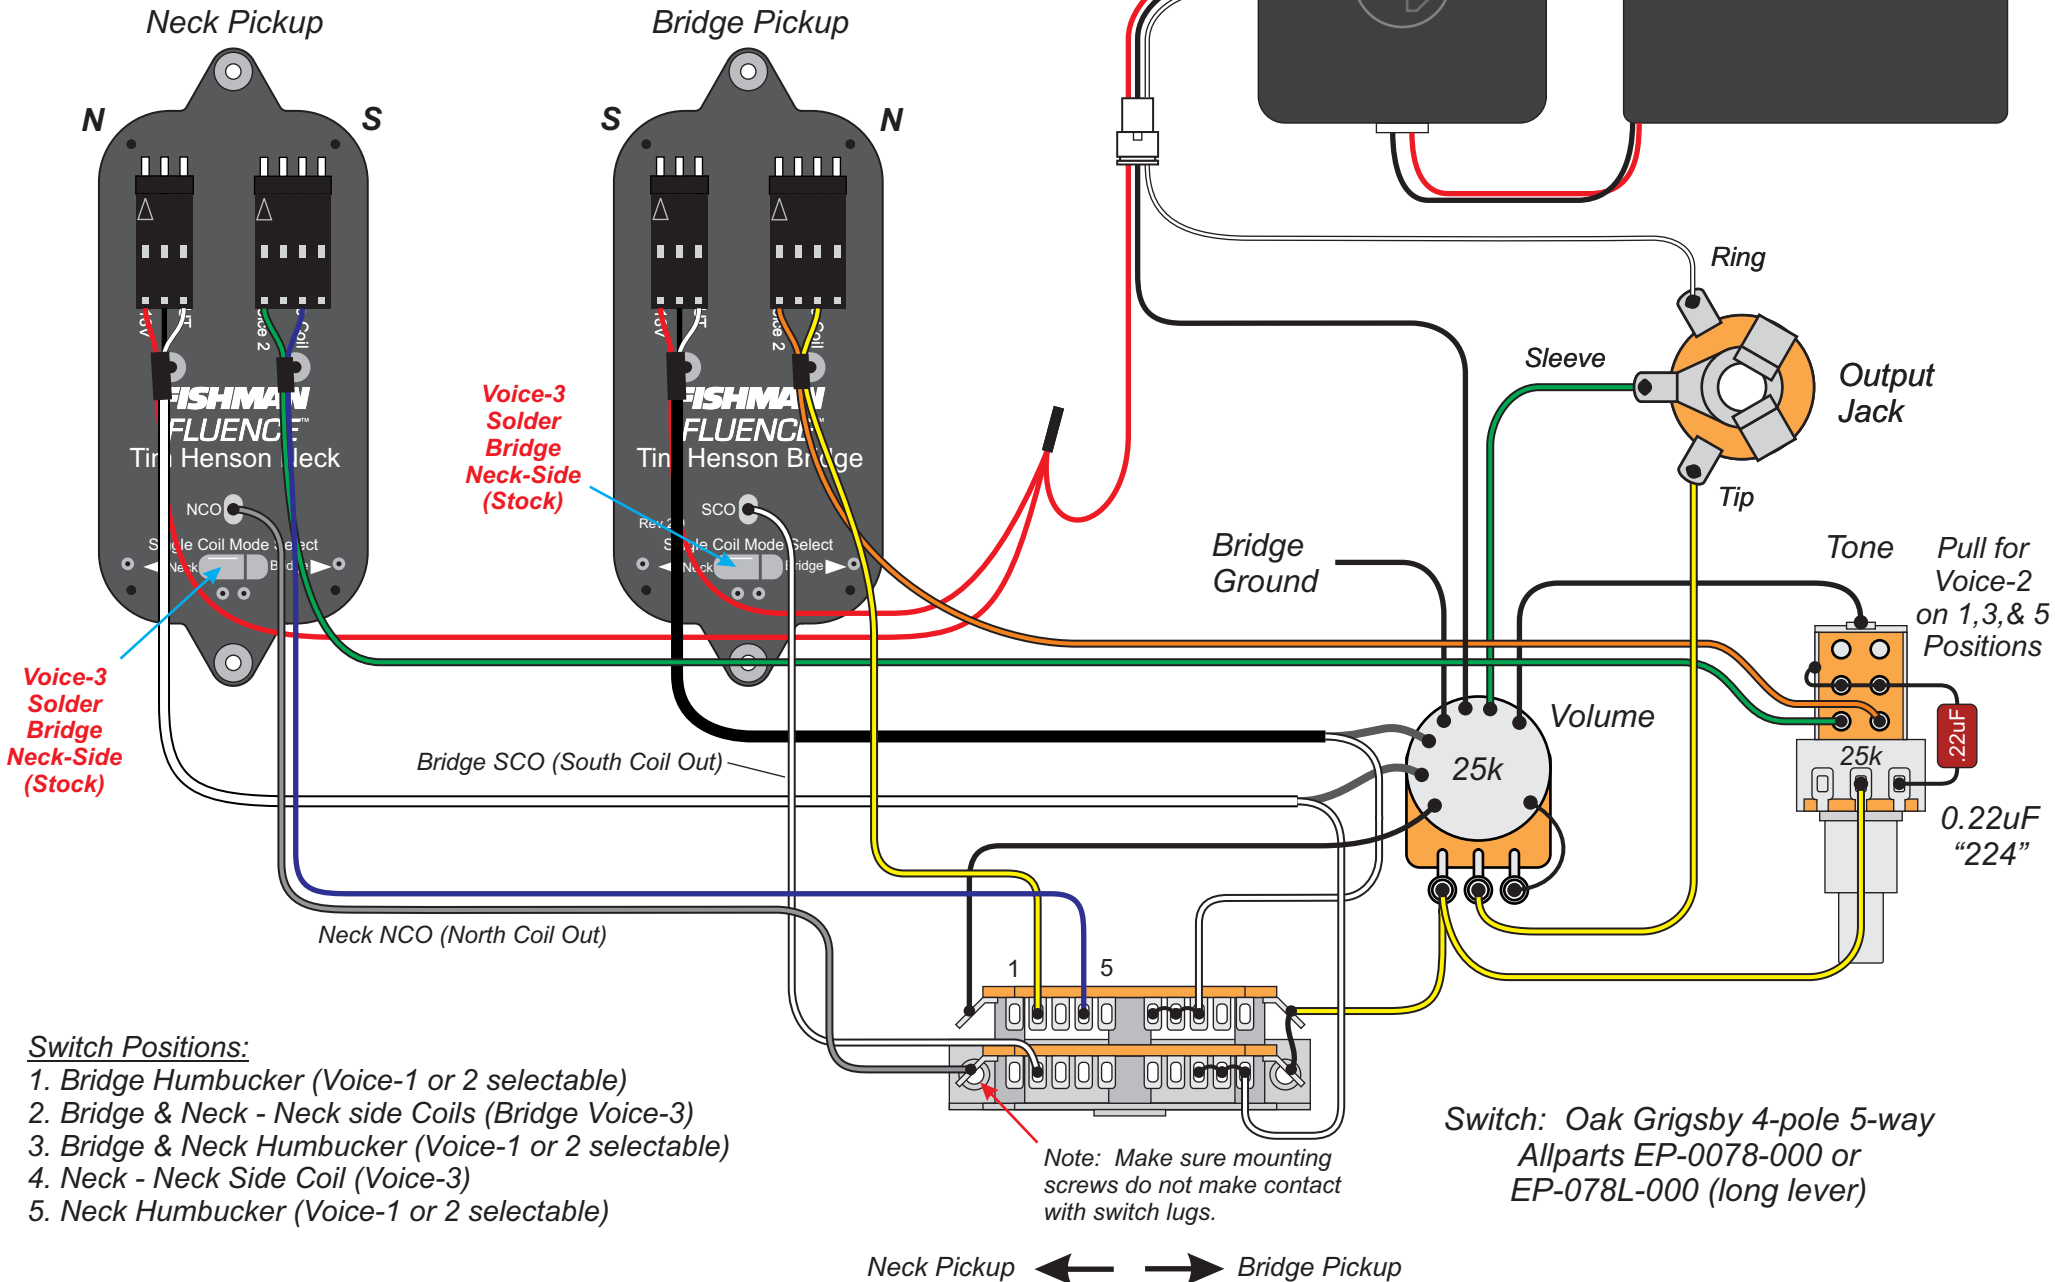 Neck Pickup
Bridge Pickup
N
S
S
N
Ring
Sleeve
Output
Jack
Tip
FLUENCE
FLUENCE
Voice-3
Solder
Bridge
Neck-Side
(Stock)
NCO
SCO
Rev 2
Neck
Bridge
Neck
Bridge
Bridge
Ground
Tone
Pull for
Voice-2
on 1,3,& 5
Positions
Voice-3
Solder
Bridge
Neck-Side
(Stock)
Volume
25k
25k
.22uF
0.22uF
“224”
Bridge SCO (South Coil Out)
Neck NCO (North Coil Out)
1
5
Switch Positions:
1. Bridge Humbucker (Voice-1 or 2 selectable)
2. Bridge & Neck - Neck side Coils (Bridge Voice-3)
3. Bridge & Neck Humbucker (Voice-1 or 2 selectable)
4. Neck - Neck Side Coil (Voice-3)
5. Neck Humbucker (Voice-1 or 2 selectable)
Note: Make sure mounting
screws do not make contact
with switch lugs.
Switch: Oak Grigsby 4-pole 5-way
Allparts EP-0078-000 or
EP-078L-000 (long lever)
Neck Pickup
Bridge Pickup